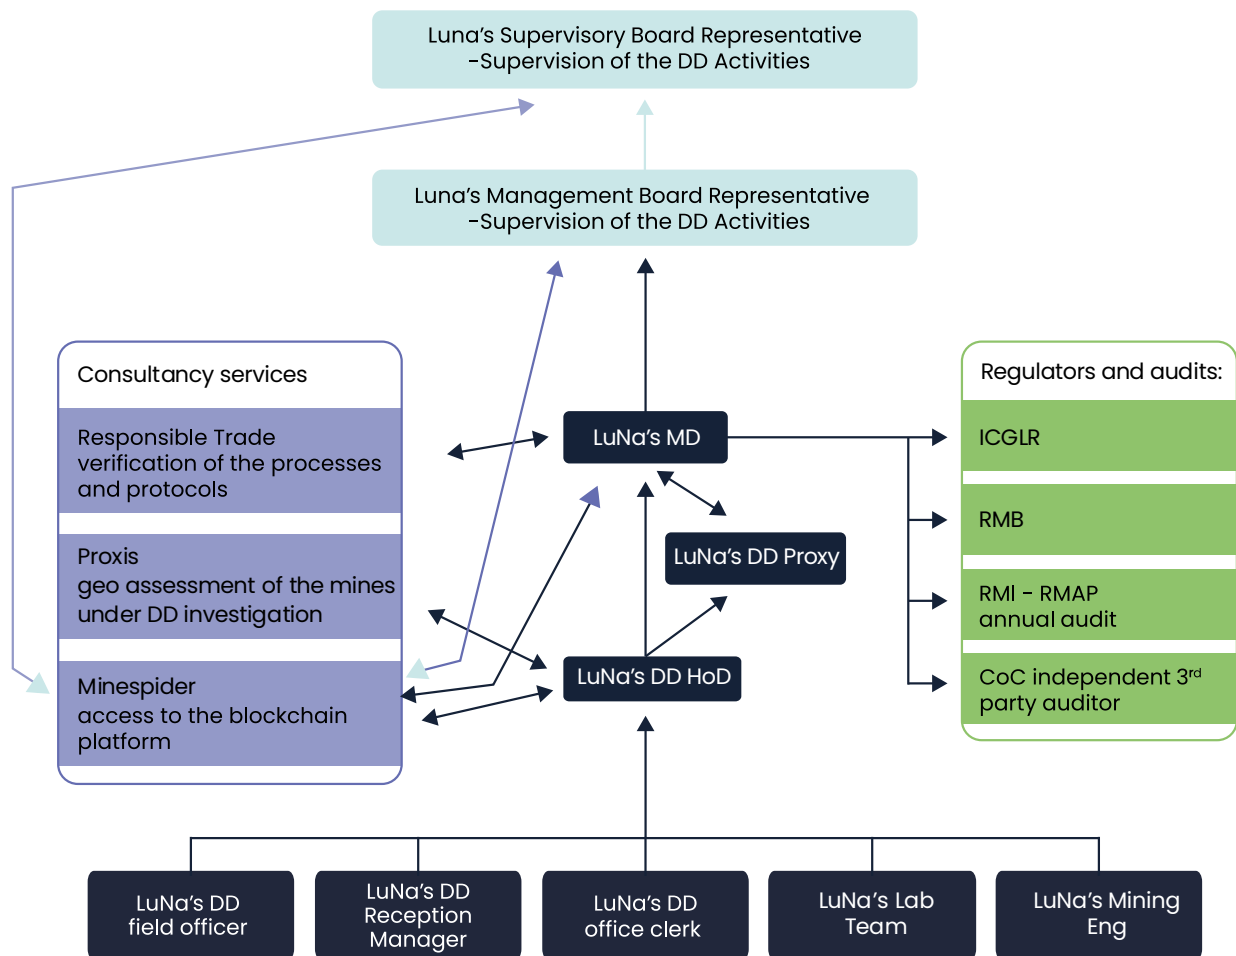 Luna’s Supervisory Board Representative
-Supervision of the DD Activities
Luna’s Management Board Representative
-Supervision of the DD Activities
Consultancy services
Responsible Trade
verification of the processes
and protocols
Proxis
geo assessment of the mines
under DD investigation
Minespider
access to the blockchain
platform
LuNa’s MD
LuNa’s DD Proxy
LuNa’s DD HoD
Regulators and audits:
ICGLR
RMB
RMI - RMAP
annual audit
CoC independent 3rd
party auditor
LuNa’s DD
field officer
LuNa’s DD
Reception
Manager
LuNa’s DD
office clerk
LuNa’s Lab
Team
LuNa’s Mining
Eng